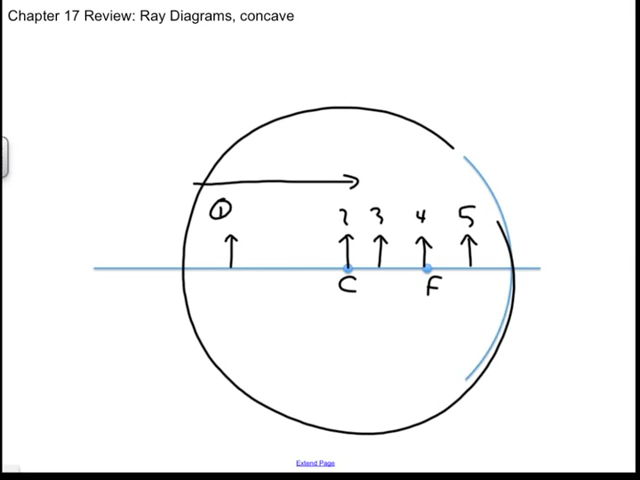 Chapter 17 Review: Ray Diagrams, concave
① 2 3 4 5
C F
Extend Page